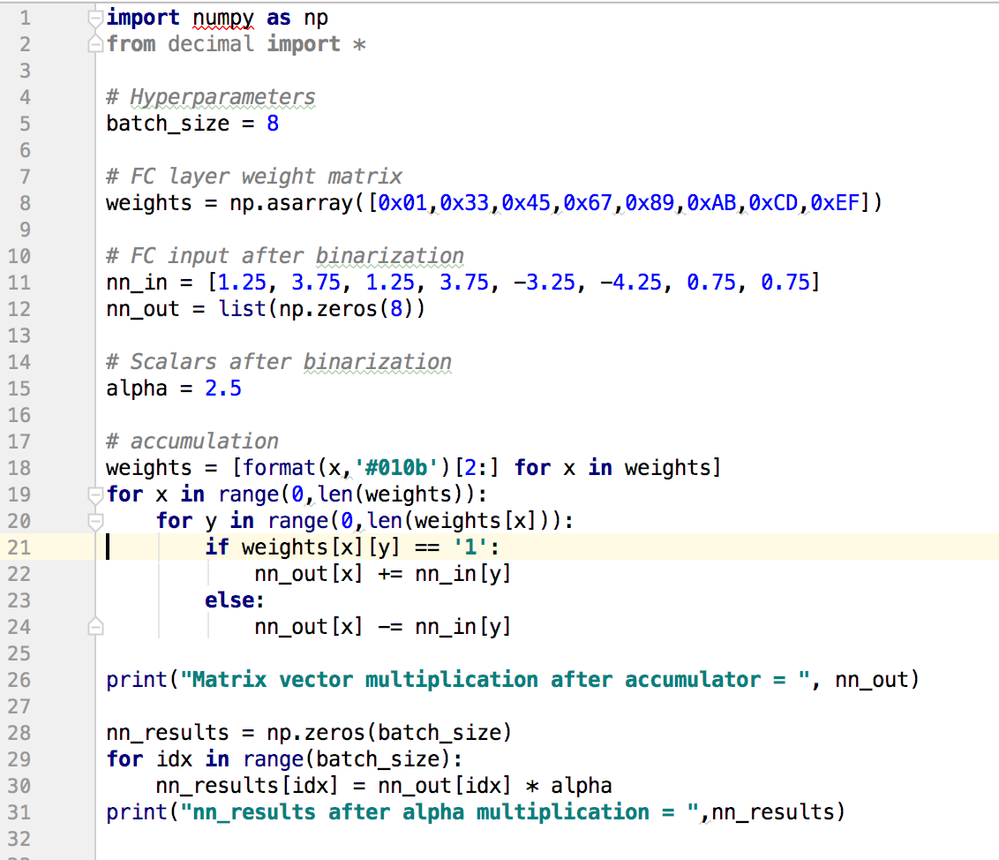 1 import numpy as np
2 from decimal import *
3
4 # Hyperparameters
5 batch_size = 8
6
7 # FC layer weight matrix
8 weights = np.asarray([0x01,0x33,0x45,0x67,0x89,0xAB,0xCD,0xEF])
9
10 # FC input after binarization
11 nn_in = [1.25, 3.75, 1.25, 3.75, -3.25, -4.25, 0.75, 0.75]
12 nn_out = list(np.zeros(8))
13
14 # Scalars after binarization
15 alpha = 2.5
16
17 # accumulation
18 weights = [format(x,'#010b')[2:] for x in weights]
19 for x in range(0,len(weights)):
20     for y in range(0,len(weights[x])):
21         if weights[x][y] == '1':
22             nn_out[x] += nn_in[y]
23         else:
24             nn_out[x] -= nn_in[y]
25
26 print("Matrix vector multiplication after accumulator = ", nn_out)
27
28 nn_results = np.zeros(batch_size)
29 for idx in range(batch_size):
30     nn_results[idx] = nn_out[idx] * alpha
31 print("nn_results after alpha multiplication = ",nn_results)
32